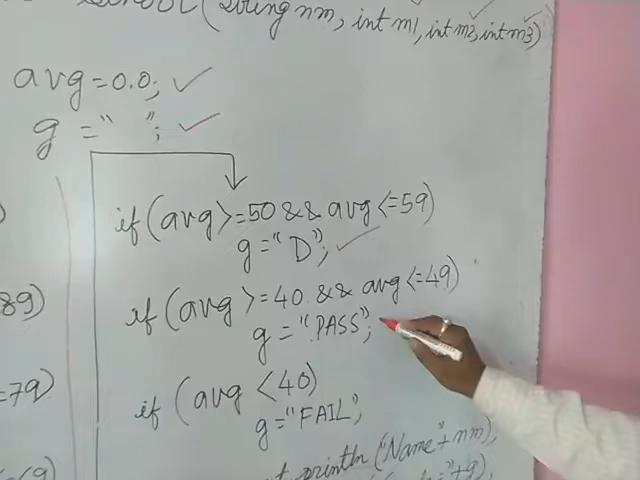 School (String nm, int m1, int m2, int m3)
avg=0.0;
g=" ";
if (avg>=50 && avg<=59)
g="D";
89)
if (avg>=40 && avg<=49)
g="PASS";
=79)
if (avg<40)
g="FAIL";
println ("Name"+nm);
"+g);